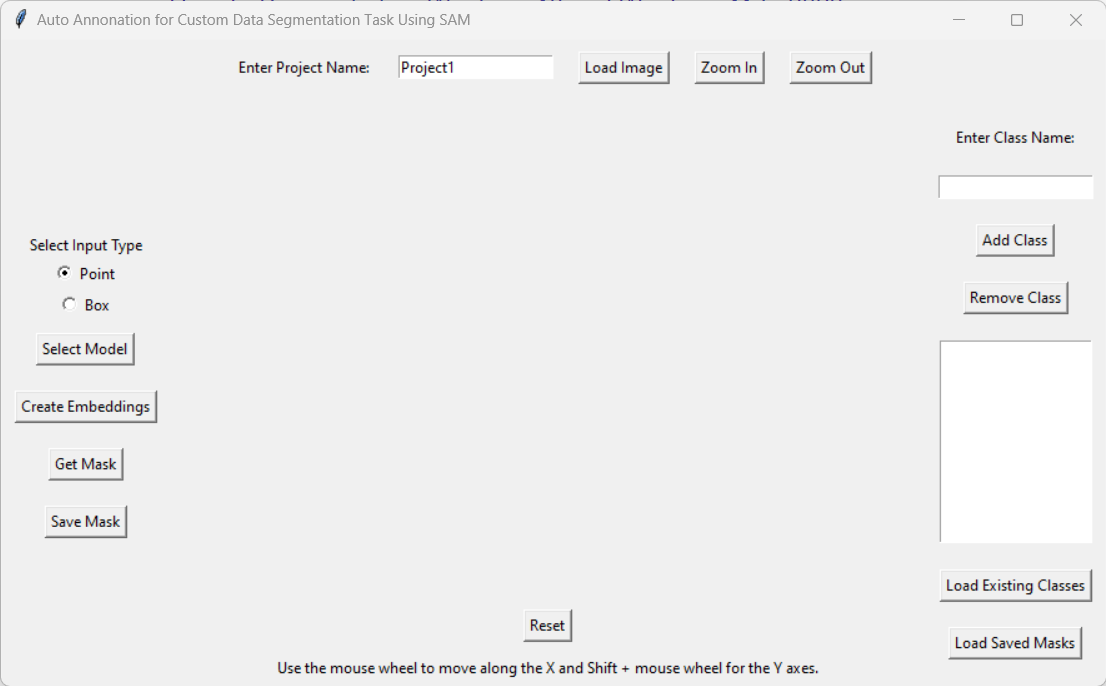 Auto Annonation for Custom Data Segmentation Task Using SAM
Enter Project Name: Project1 Load Image Zoom In Zoom Out
Enter Class Name:
Add Class
Remove Class
Select Input Type
Point
Box
Select Model
Create Embeddings
Get Mask
Save Mask
Load Existing Classes
Load Saved Masks
Reset
Use the mouse wheel to move along the X and Shift + mouse wheel for the Y axes.